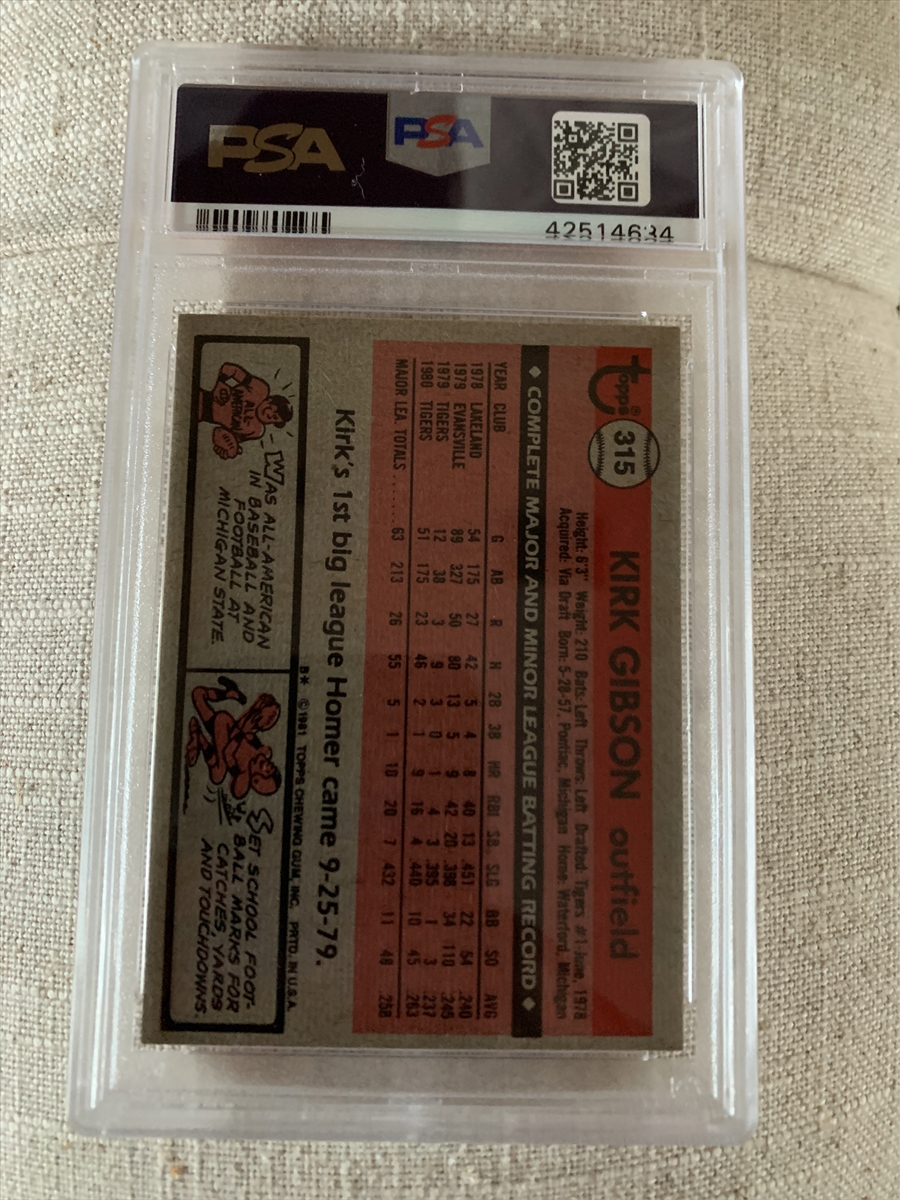 PSA
PSA
42514634
topps®
315
KIRK GIBSON outfield
Height: 6'3" Weight: 210 Bats: Left Throws: Left Drafted: Tigers #1-June, 1978
Acquired: Via Draft Born: 5-28-57, Pontiac, Michigan Home: Waterford, Michigan
◆ COMPLETE MAJOR AND MINOR LEAGUE BATTING RECORD ◆
YEAR CLUB G AB R H 2B 3B HR RBI SB SLG BB SO AVG
1978 LAKELAND 54 175 27 42 5 4 8 40 13 .451 22 54 .240
1979 EVANSVILLE 89 327 50 80 13 5 9 42 20 .398 34 110 .245
1979 TIGERS 12 38 3 9 3 0 1 4 3 .395 1 3 .237
1980 TIGERS 51 175 23 46 2 1 9 16 4 .440 10 45 .263
MAJOR LEA. TOTALS ...... 63 213 26 55 5 1 10 20 7 .432 11 48 .258
Kirk's 1st big league Homer came 9-25-79.
B* ©1981 TOPPS CHEWING GUM, INC. PRTD. IN U.S.A.
ALL-
AMERICAN
WAS ALL-AMERICAN
IN BASEBALL AND
FOOTBALL AT
MICHIGAN STATE.
SET SCHOOL FOOT-
BALL MARKS FOR
CATCHES, YARDS
AND TOUCHDOWNS.